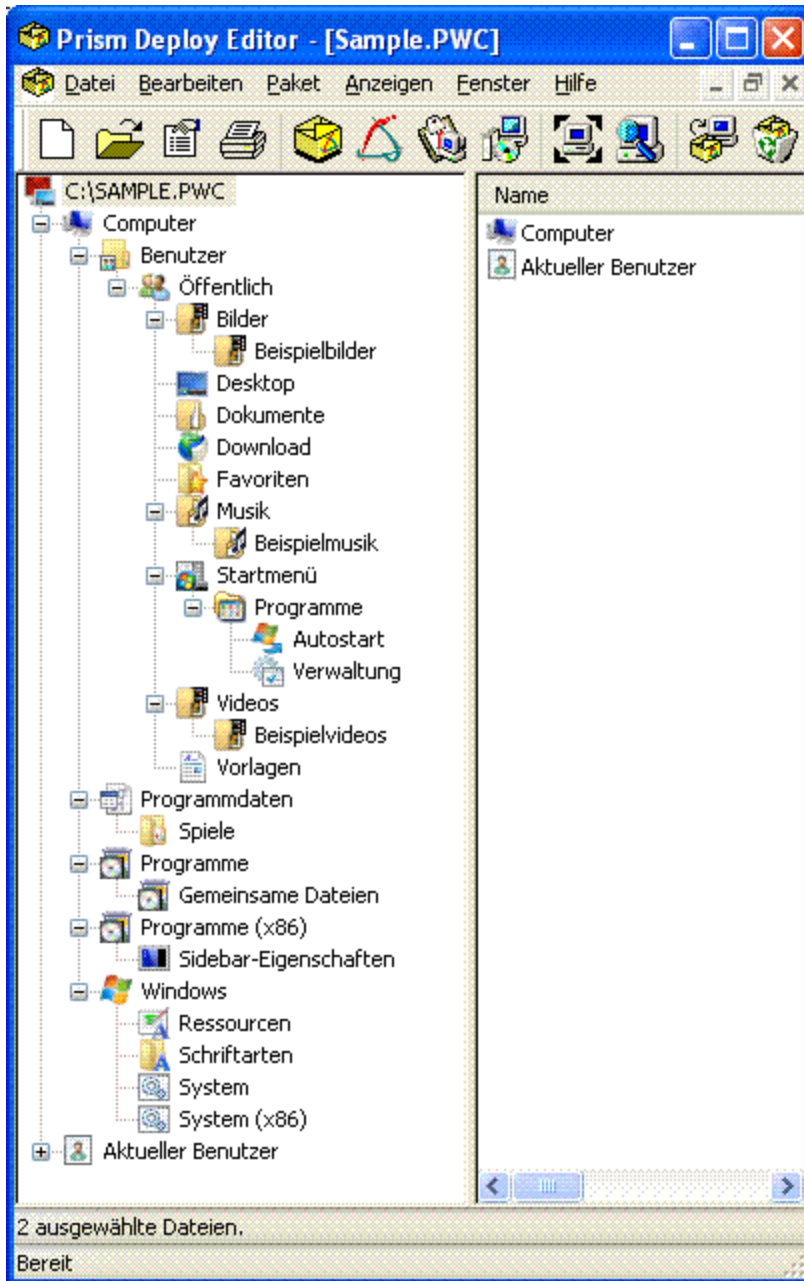 Prism Deploy Editor - [Sample.PWC]
Datei Bearbeiten Paket Anzeigen Fenster Hilfe
C:\SAMPLE.PWC
Computer
Benutzer
Öffentlich
Bilder
Beispielbilder
Desktop
Dokumente
Download
Favoriten
Musik
Beispielmusik
Startmenü
Programme
Autostart
Verwaltung
Videos
Beispielvideos
Vorlagen
Programmdaten
Spiele
Programme
Gemeinsame Dateien
Programme (x86)
Sidebar-Eigenschaften
Windows
Ressourcen
Schriftarten
System
System (x86)
Aktueller Benutzer
Name
Computer
Aktueller Benutzer
2 ausgewählte Dateien.
Bereit